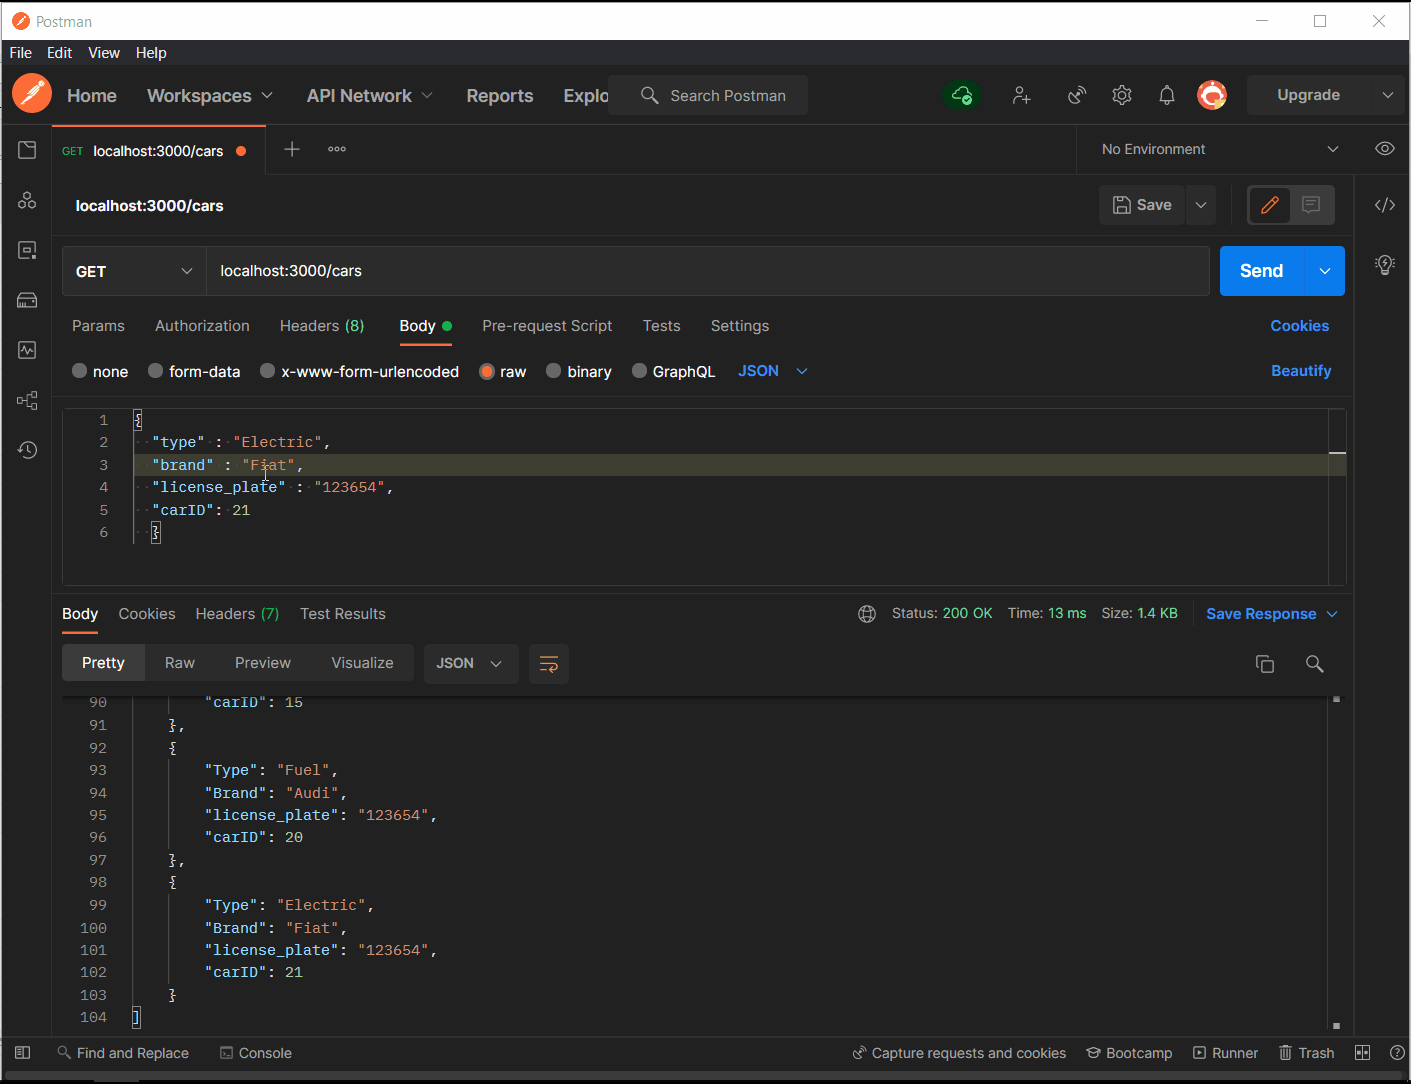 Postman
File Edit View Help
Home Workspaces API Network Reports Explo Search Postman Upgrade
GET localhost:3000/cars No Environment
localhost:3000/cars Save
GET localhost:3000/cars Send
Params Authorization Headers (8) Body Pre-request Script Tests Settings Cookies
none form-data x-www-form-urlencoded raw binary GraphQL JSON Beautify
1 {
2 "type" : "Electric",
3 "brand" : "Fiat",
4 "license_plate" : "123654",
5 "carID": 21
6 }
Body Cookies Headers (7) Test Results Status: 200 OK Time: 13 ms Size: 1.4 KB Save Response
Pretty Raw Preview Visualize JSON
90 "carID": 15
91 },
92 {
93 "Type": "Fuel",
94 "Brand": "Audi",
95 "license_plate": "123654",
96 "carID": 20
97 },
98 {
99 "Type": "Electric",
100 "Brand": "Fiat",
101 "license_plate": "123654",
102 "carID": 21
103 }
104 ]
Find and Replace Console Capture requests and cookies Bootcamp Runner Trash